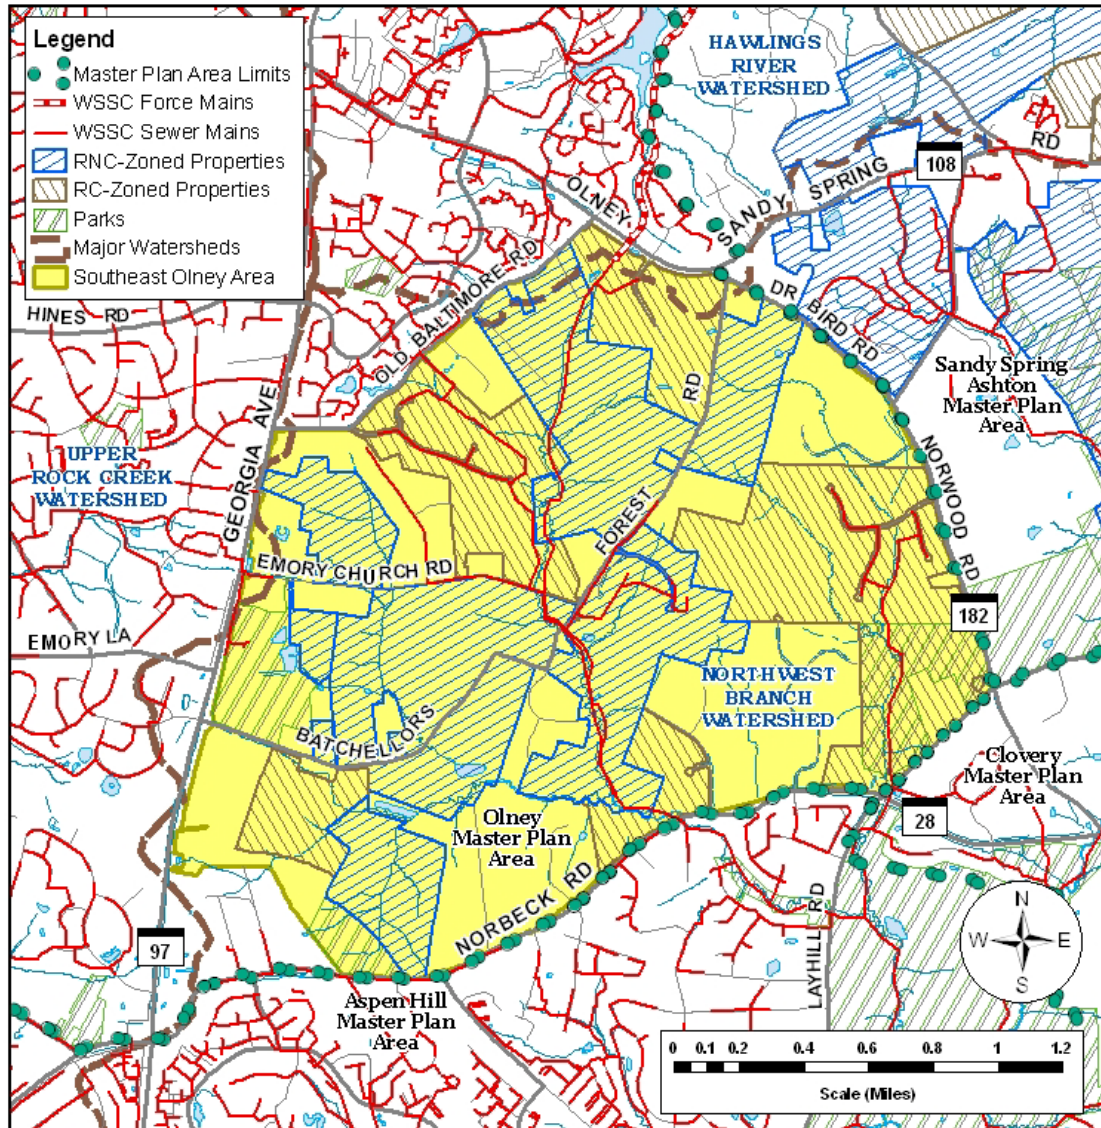 Legend
Master Plan Area Limits
WSSC Force Mains
WSSC Sewer Mains
RNC-Zoned Properties
RC-Zoned Properties
Parks
Major Watersheds
Southeast Olney Area
HAWLINGS
RIVER
WATERSHED
RD
108
SANDY SPRING
OLNEY
OLD BALTIMORE RD
DR BIRD RD
HINES RD
Sandy Spring
Ashton
Master Plan
Area
RD
GEORGIA AVE
UPPER
ROCK CREEK
WATERSHED
NORWOOD RD
FOREST
EMORY CHURCH RD
182
EMORY LA
NORTHWEST
BRANCH
WATERSHED
BATCHELLORS
Clovery
Master Plan
Area
Olney
Master Plan
Area
28
NORBECK RD
LAYHILL RD
97
N
W E
S
Aspen Hill
Master Plan
Area
0 0.1 0.2 0.4 0.6 0.8 1 1.2
Scale (Miles)